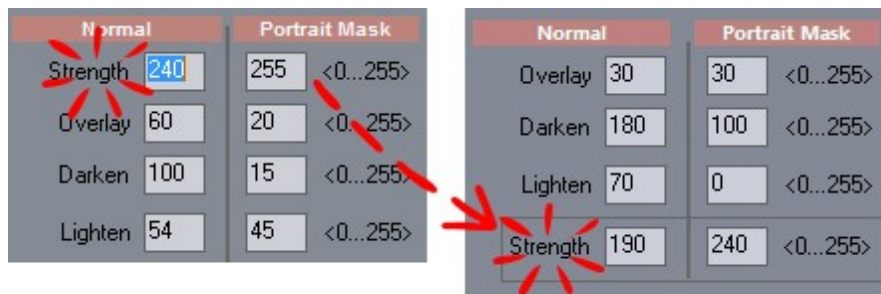 Normal Portrait Mask
Strength 240 255 <0...255>
Overlay 60 20 <0...255>
Darken 100 15 <0...255>
Lighten 54 45 <0...255>
Normal Portrait Mask
Overlay 30 30 <0...255>
Darken 180 100 <0...255>
Lighten 70 0 <0...255>
Strength 190 240 <0...255>